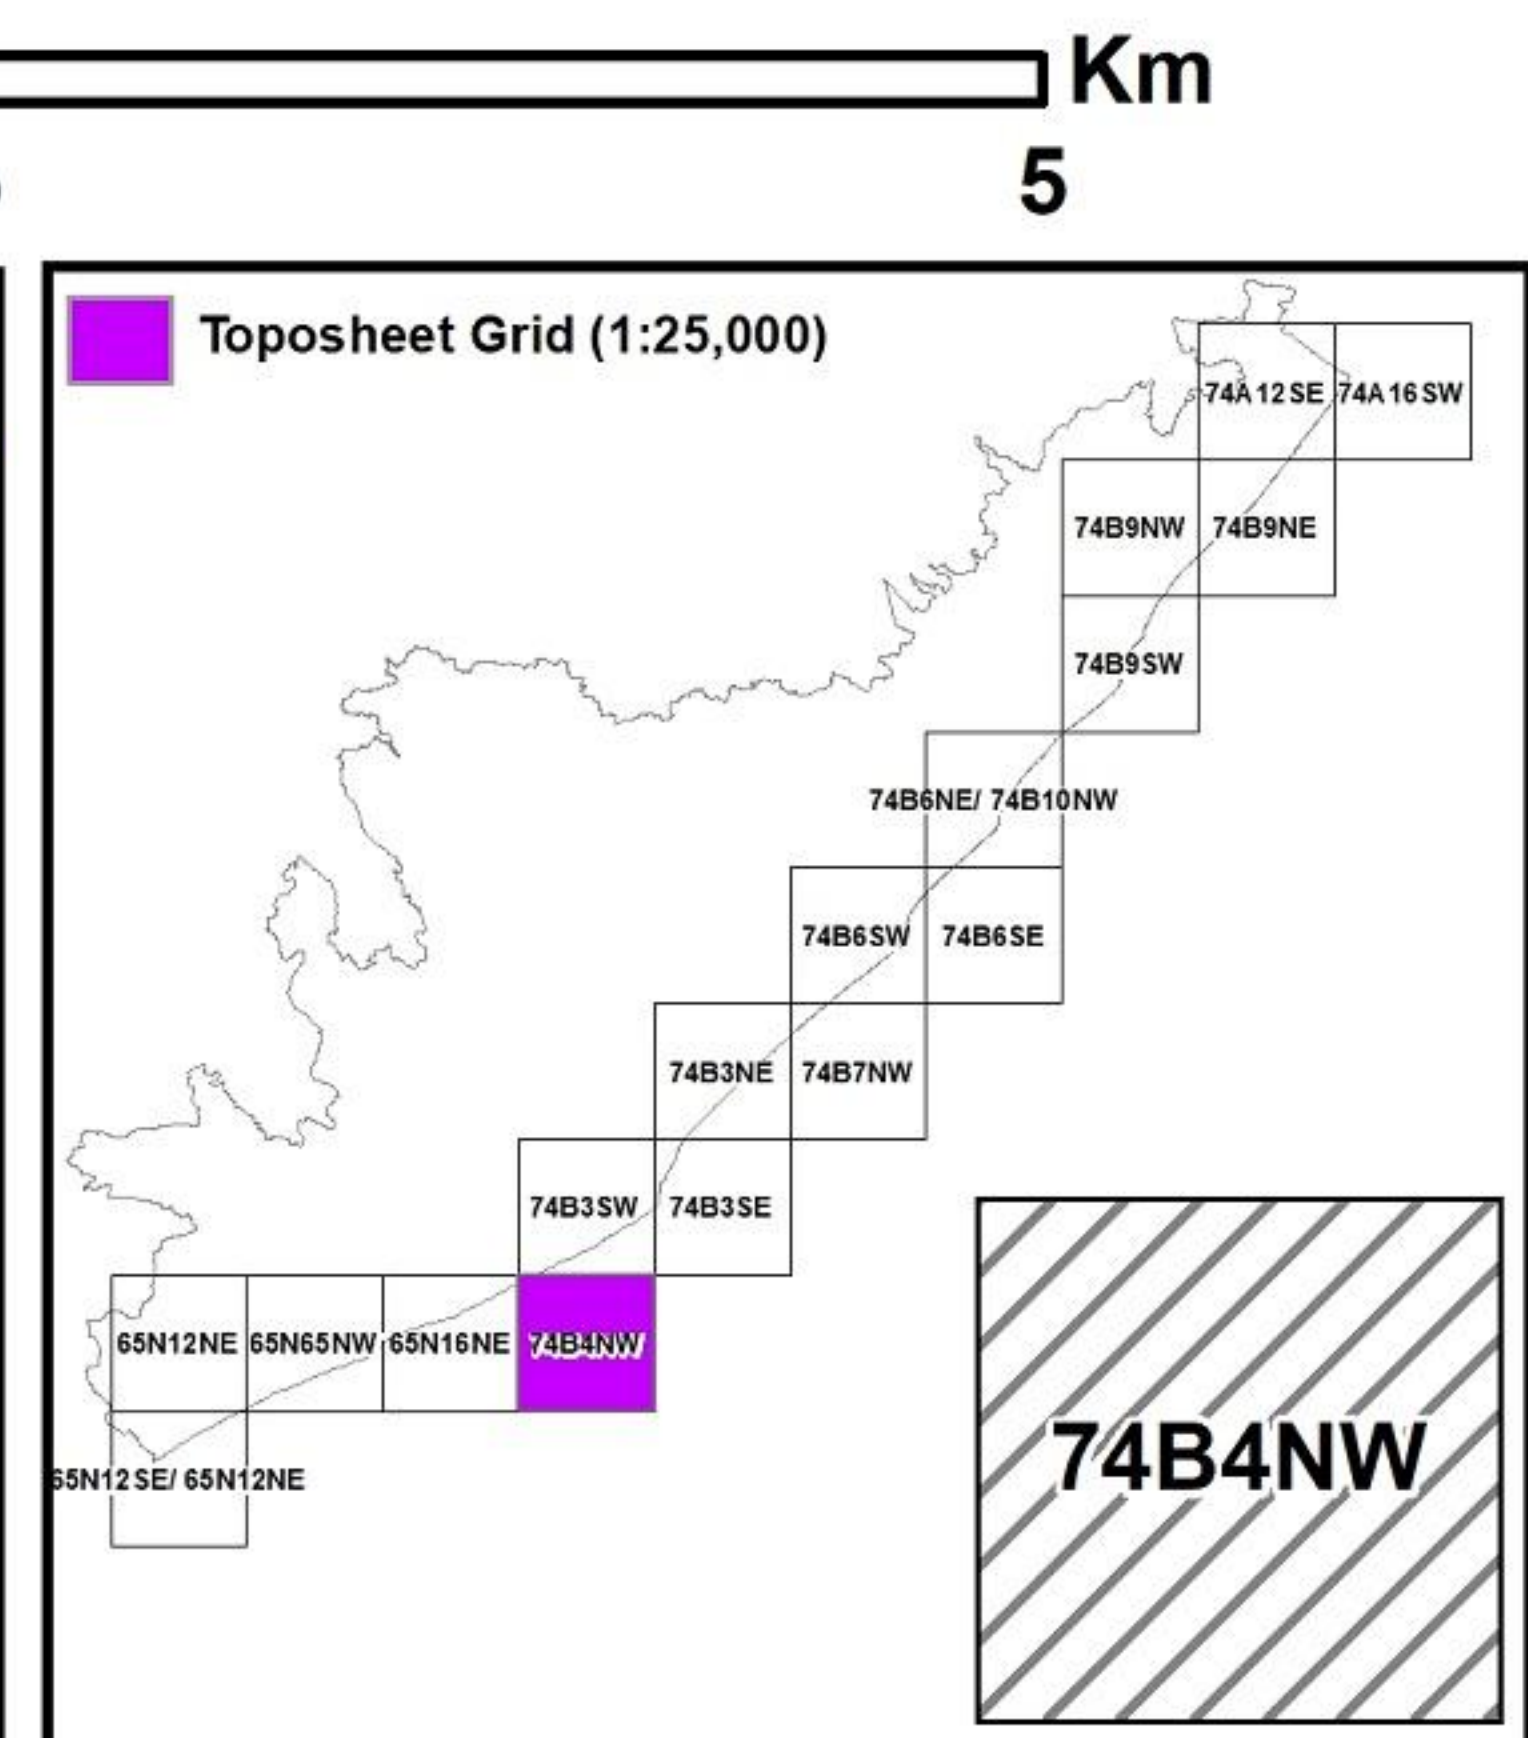 Km
5
Toposheet Grid (1:25,000)
74A12SE 74A16SW
74B9NW 74B9NE
74B9SW
74B6NE/ 74B10NW
74B6SW 74B6SE
74B3NE 74B7NW
74B3SW 74B3SE
65N12NE 65N65NW 65N16NE 74B4NW
74B4NW
65N12SE/ 65N12NE